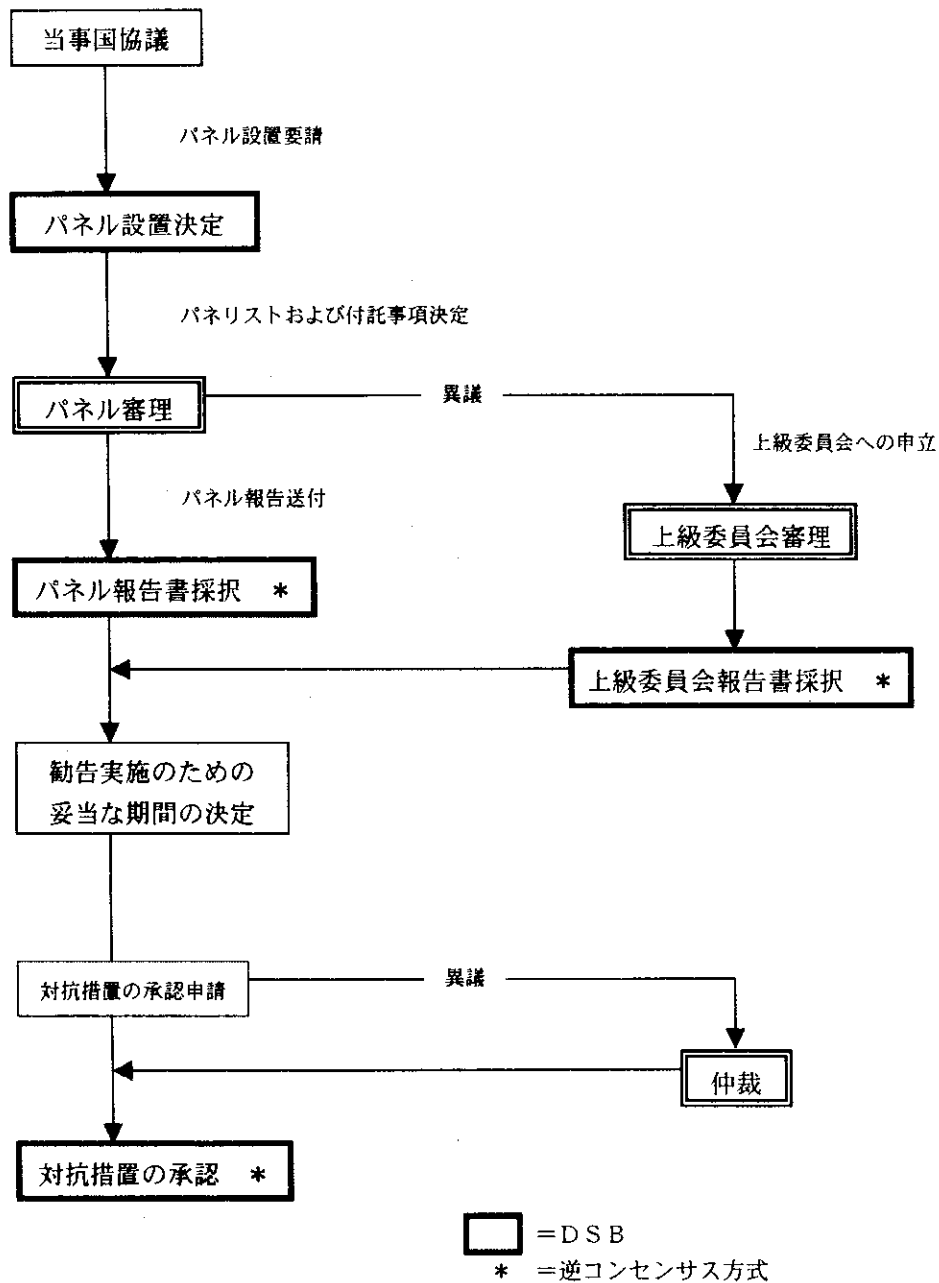 当事国協議
パネル設置要請
パネル設置決定
パネリストおよび付託事項決定
パネル審理
異議
上級委員会への申立
パネル報告送付
上級委員会審理
パネル報告書採択 *
上級委員会報告書採択 *
勧告実施のための
妥当な期間の決定
対抗措置の承認申請
異議
仲裁
対抗措置の承認 *
=DSB
* =逆コンセンサス方式